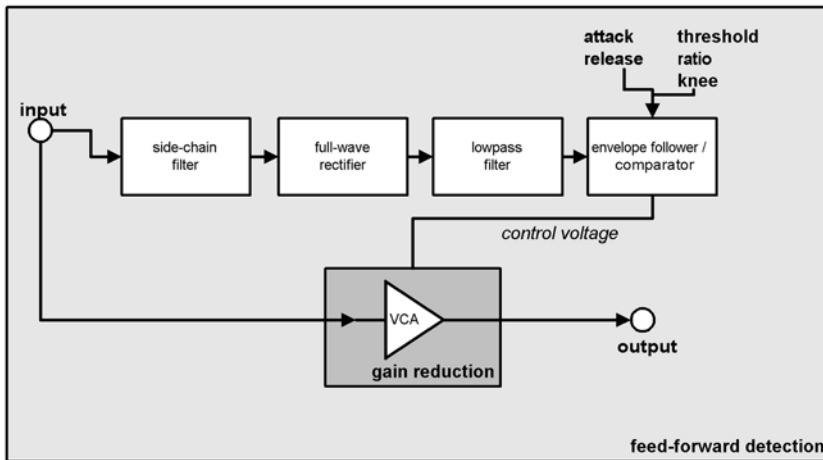 attack
release
threshold
ratio
knee
input
side-chain
filter
full-wave
rectifier
lowpass
filter
envelope follower /
comparator
control voltage
VCA
gain reduction
output
feed-forward detection